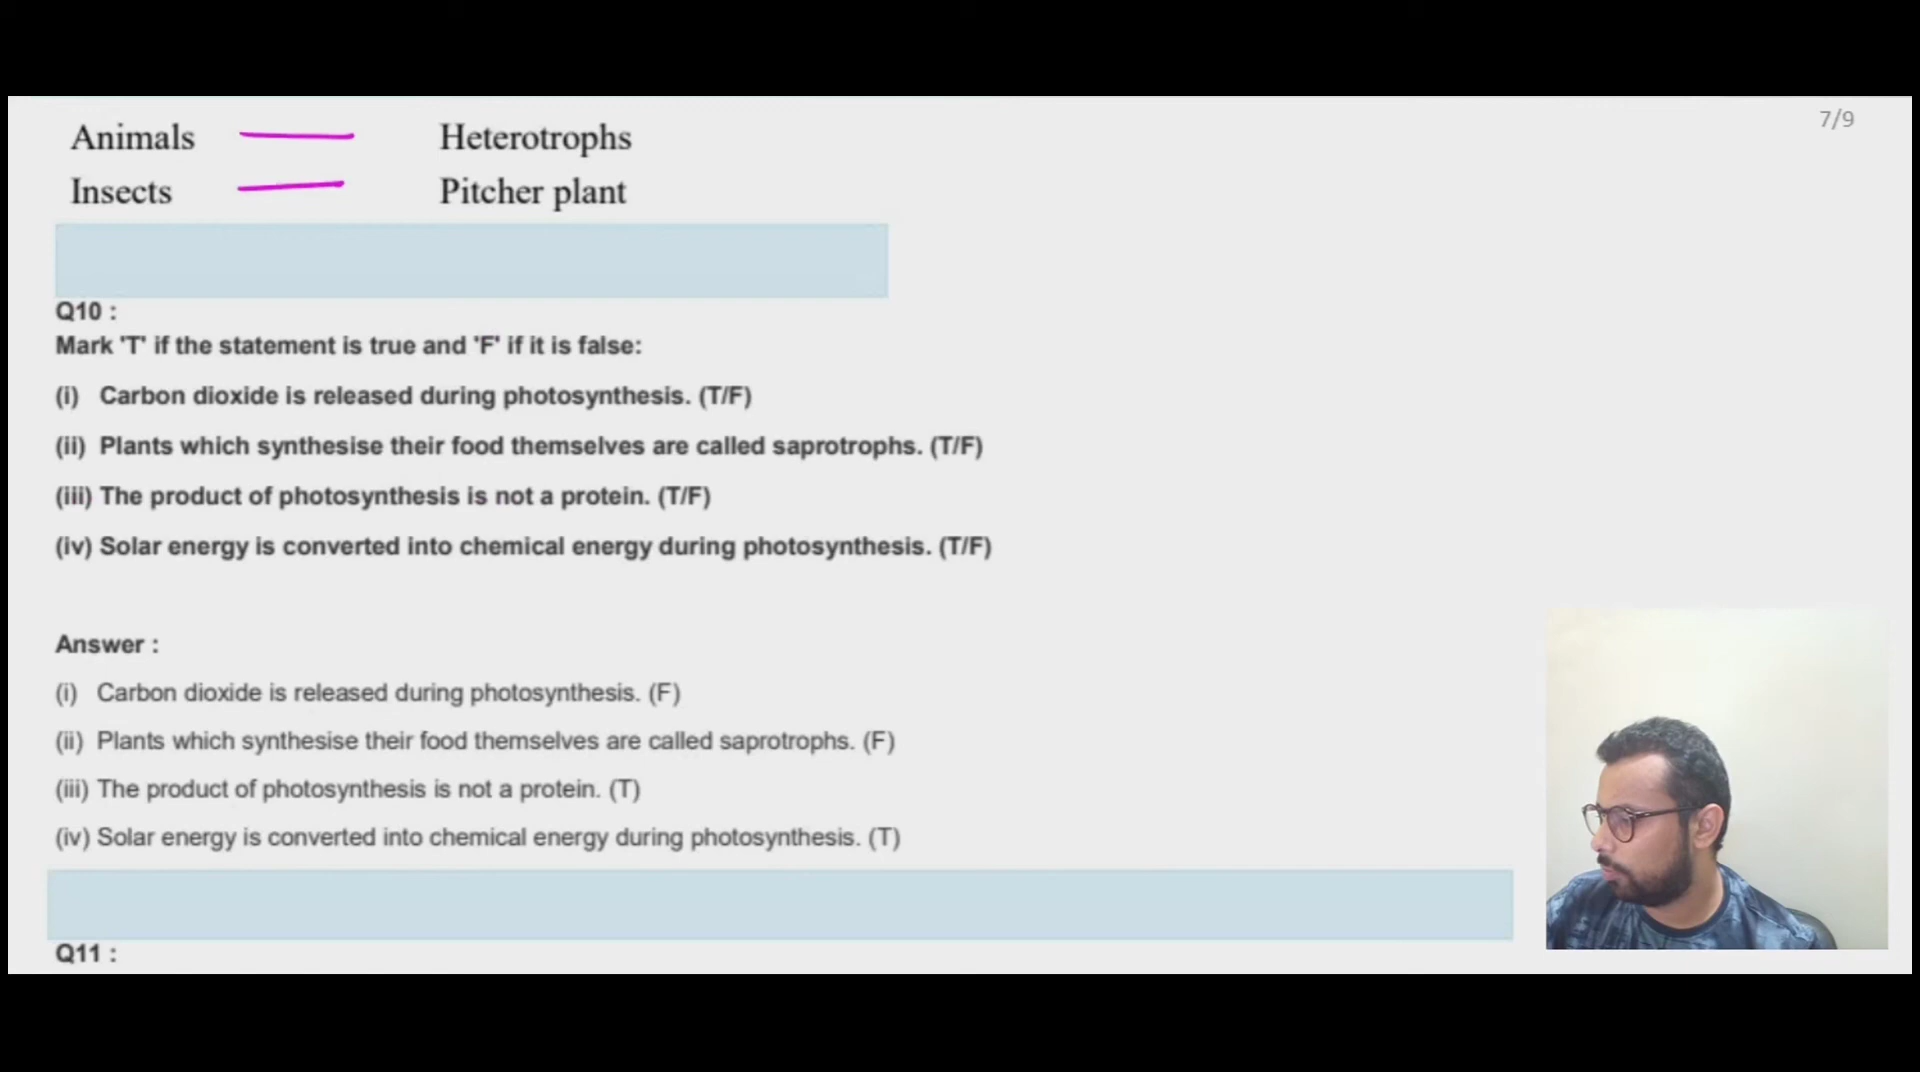 7/9
Animals Heterotrophs
Insects Pitcher plant
Q10 :
Mark 'T' if the statement is true and 'F' if it is false:
(i) Carbon dioxide is released during photosynthesis. (T/F)
(ii) Plants which synthesise their food themselves are called saprotrophs. (T/F)
(iii) The product of photosynthesis is not a protein. (T/F)
(iv) Solar energy is converted into chemical energy during photosynthesis. (T/F)
Answer :
(i) Carbon dioxide is released during photosynthesis. (F)
(ii) Plants which synthesise their food themselves are called saprotrophs. (F)
(iii) The product of photosynthesis is not a protein. (T)
(iv) Solar energy is converted into chemical energy during photosynthesis. (T)
Q11 :